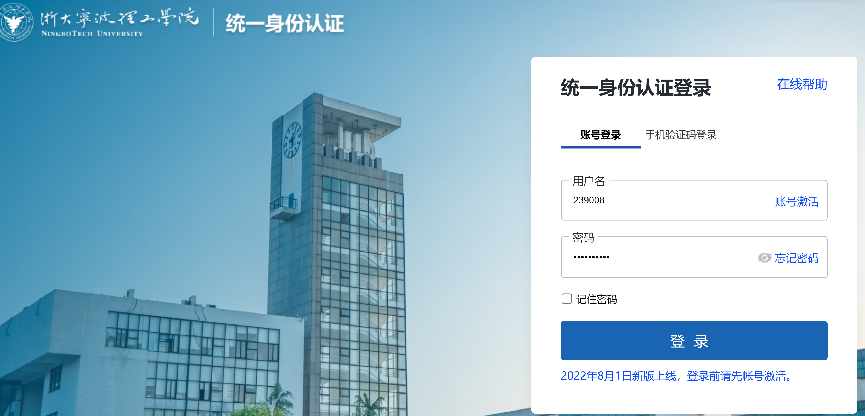 浙大宁波理工学院
NINGBOTECH UNIVERSITY
统一身份认证
统一身份认证登录
在线帮助
账号登录 手机验证码登录
用户名
239008
账号激活
密码
••••••••••
忘记密码
记住密码
登 录
2022年8月1日新版上线，登录前请先帐号激活。